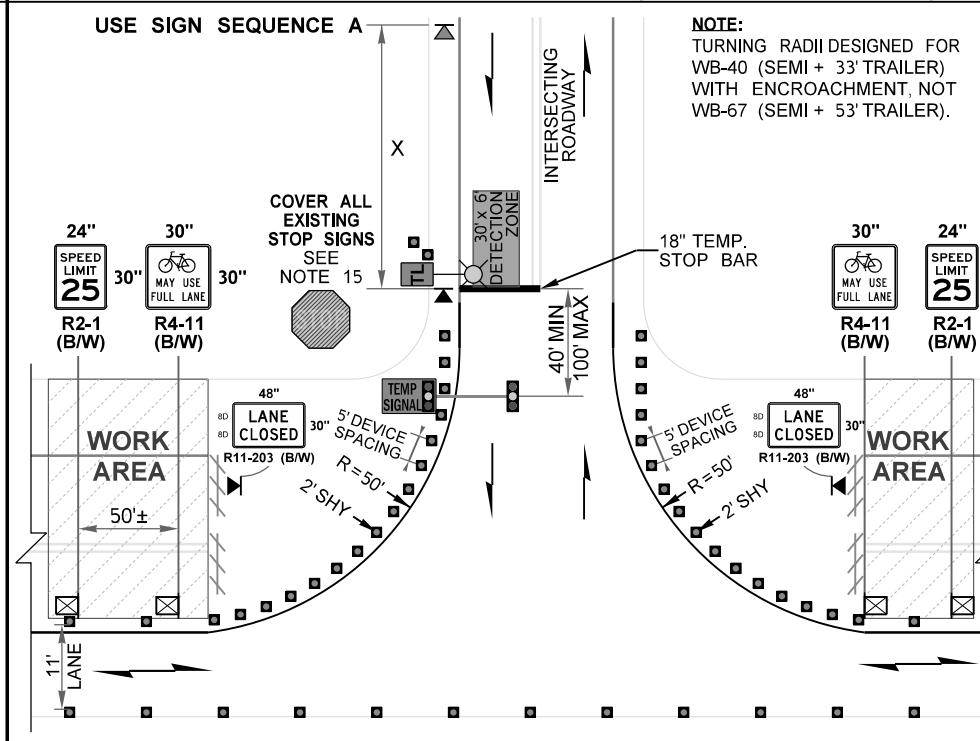 USE SIGN SEQUENCE A
NOTE:
TURNING RADII DESIGNED FOR
WB-40 (SEMI + 33' TRAILER)
WITH ENCROACHMENT, NOT
WB-67 (SEMI + 53' TRAILER).
INTERSECTING
ROADWAY
X
COVER ALL
EXISTING
STOP SIGNS
SEE
NOTE 15
30' x 6'
DETECTION
ZONE
TL
18" TEMP.
STOP BAR
24"
SPEED
LIMIT
25
30"
R2-1
(B/W)
30"
MAY USE
FULL LANE
30"
R4-11
(B/W)
30"
MAY USE
FULL LANE
R4-11
(B/W)
24"
SPEED
LIMIT
25
R2-1
(B/W)
40' MIN
100' MAX
TEMP
SIGNAL
48"
8D
8D
LANE
CLOSED
30"
R11-203 (B/W)
WORK
AREA
5' DEVICE
SPACING
R=50'
2' SHY
50'±
5' DEVICE
SPACING
R=50'
2' SHY
48"
8D
8D
LANE
CLOSED
30"
R11-203 (B/W)
WORK
AREA
11'
LANE